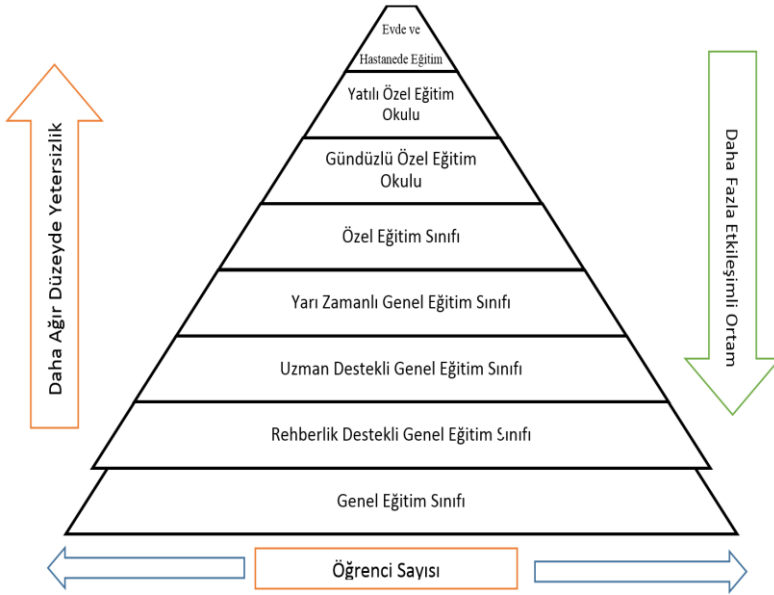 Evde ve
Hastanede Eğitim
Yatılı Özel Eğitim
Okulu
Gündüzlü Özel Eğitim
Okulu
Özel Eğitim Sınıfı
Yarı Zamanlı Genel Eğitim Sınıfı
Uzman Destekli Genel Eğitim Sınıfı
Rehberlik Destekli Genel Eğitim Sınıfı
Genel Eğitim Sınıfı
Daha Ağır Düzeyde Yetersizlik
Daha Fazla Etkileşimli Ortam
Öğrenci Sayısı